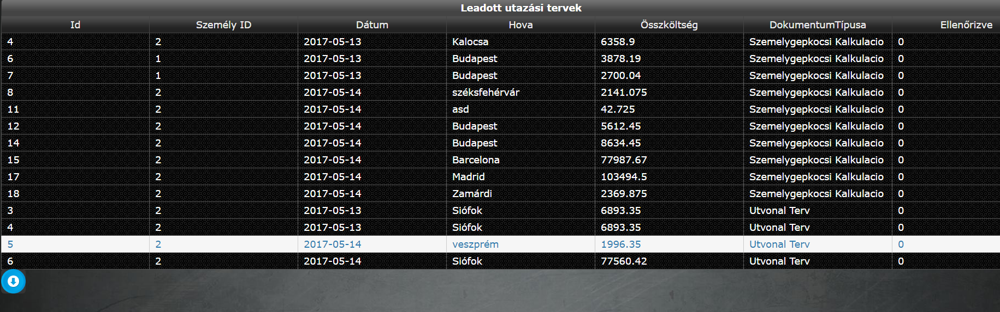 Leadott utazási tervek
Id Személy ID Dátum Hova Összköltség DokumentumTípusa Ellenőrizve
4 2 2017-05-13 Kalocsa 6358.9 Szemelygepkocsi Kalkulacio 0
6 1 2017-05-13 Budapest 3878.19 Szemelygepkocsi Kalkulacio 0
7 1 2017-05-13 Budapest 2700.04 Szemelygepkocsi Kalkulacio 0
8 2 2017-05-14 széksfehérvár 2141.075 Szemelygepkocsi Kalkulacio 0
11 2 2017-05-14 asd 42.725 Szemelygepkocsi Kalkulacio 0
12 2 2017-05-14 Budapest 5612.45 Szemelygepkocsi Kalkulacio 0
14 2 2017-05-14 Budapest 8634.45 Szemelygepkocsi Kalkulacio 0
15 2 2017-05-14 Barcelona 77987.67 Szemelygepkocsi Kalkulacio 0
17 2 2017-05-14 Madrid 103494.5 Szemelygepkocsi Kalkulacio 0
18 2 2017-05-14 Zamárdi 2369.875 Szemelygepkocsi Kalkulacio 0
3 2 2017-05-13 Siófok 6893.35 Utvonal Terv 0
4 2 2017-05-13 Siófok 6893.35 Utvonal Terv 0
5 2 2017-05-14 veszprém 1996.35 Utvonal Terv 0
6 2 2017-05-14 Siófok 77560.42 Utvonal Terv 0